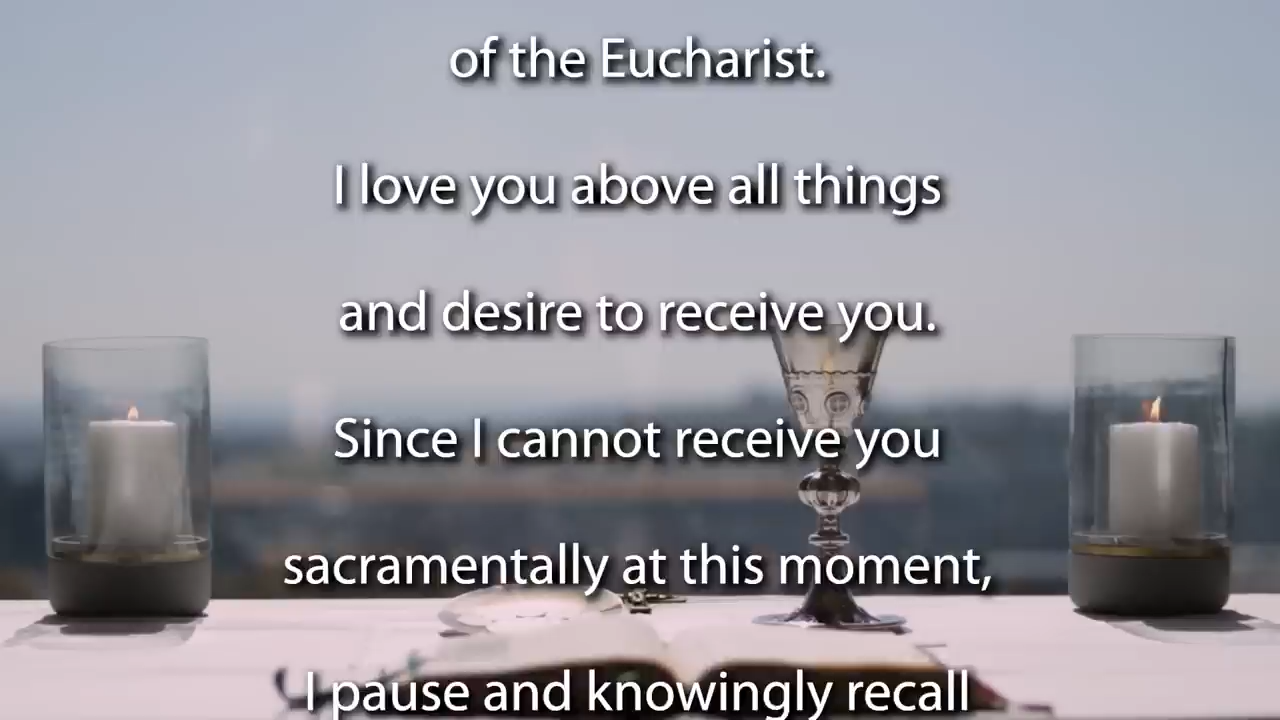 of the Eucharist.
I love you above all things
and desire to receive you.
Since I cannot receive you
sacramentally at this moment,
I pause and knowingly recall